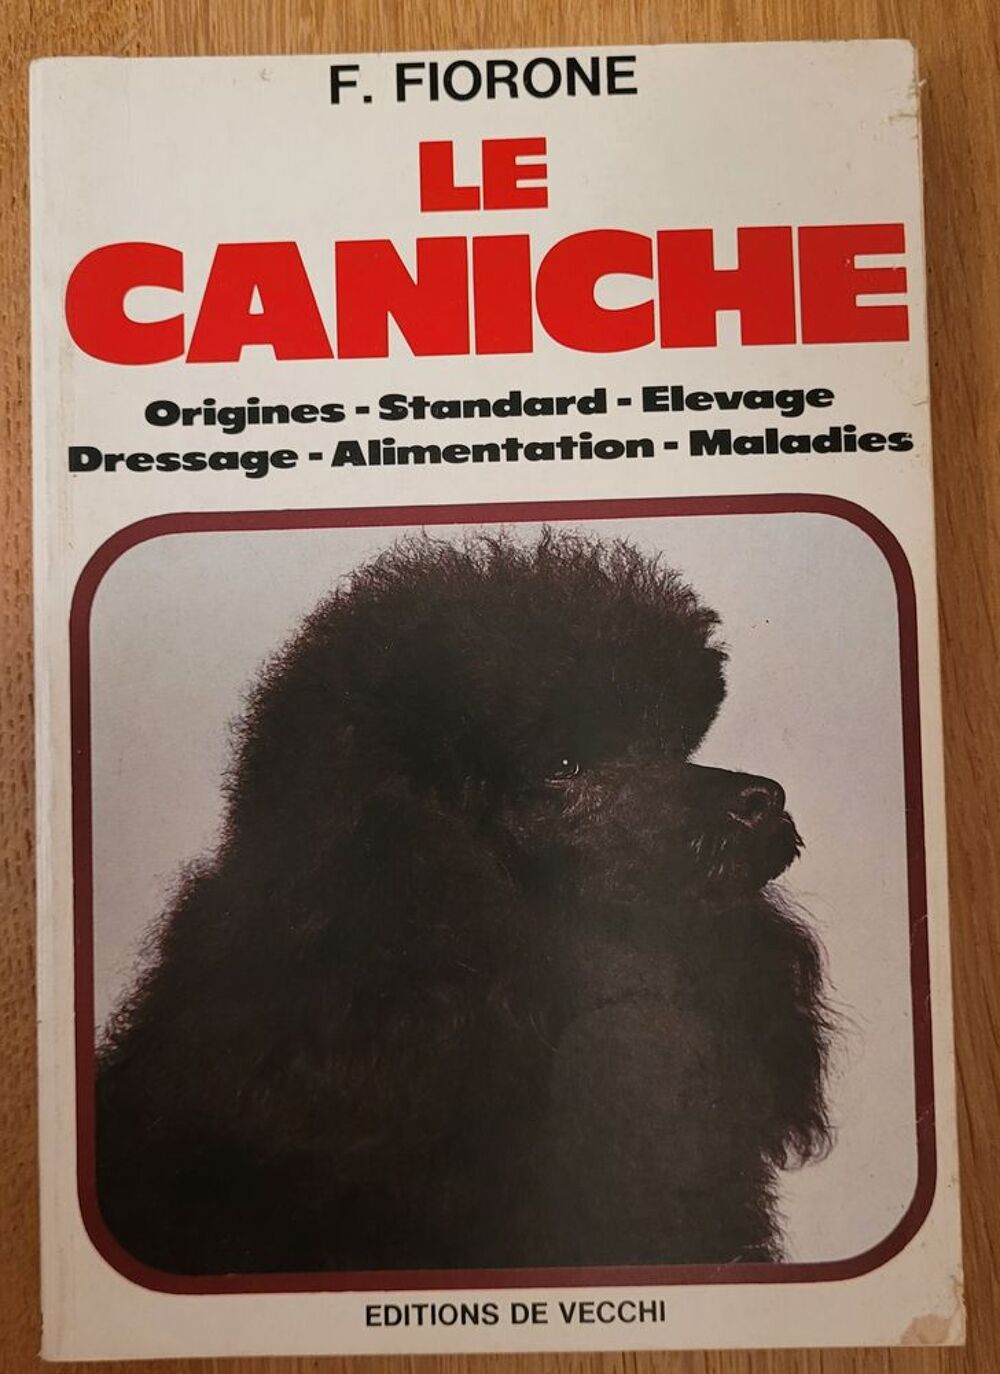 F. FIORONE
LE
CANICHE
Origines - Standard - Elevage
Dressage - Alimentation - Maladies
EDITIONS DE VECCHI